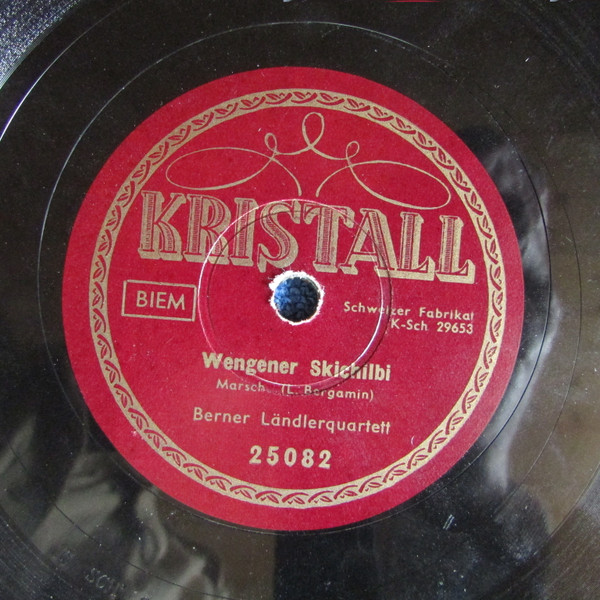 KRISTALL
BIEM
Schweizer Fabrikat
K-Sch 29653
Wengener Skichilbi
Marsch (L. Bergamin)
Berner Ländlerquartett
25082